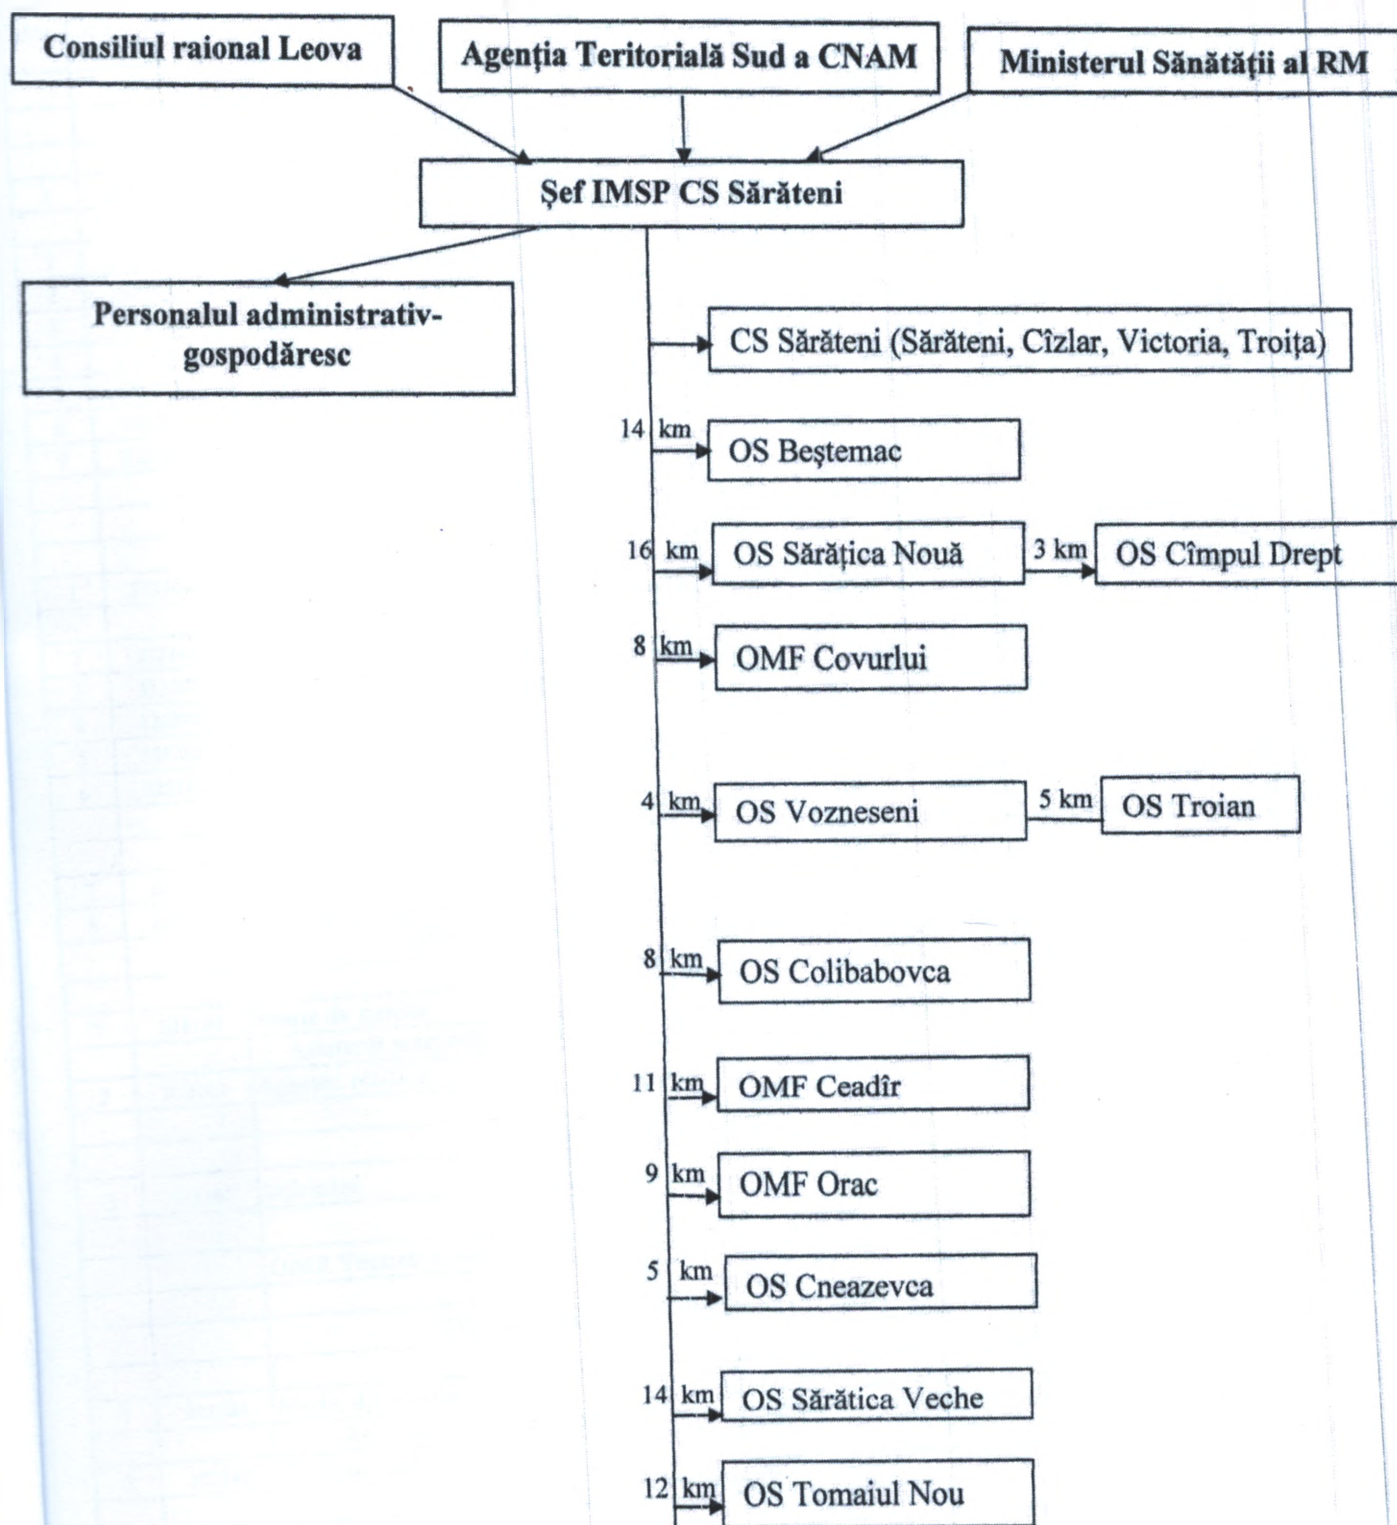 Consiliul raional Leova
Agenția Teritorială Sud a CNAM
Ministerul Sănătății al RM
Șef IMSP CS Sărăteni
Personalul administrativ-
gospodăresc
CS Sărăteni (Sărăteni, Cîzlar, Victoria, Troița)
14 km
OS Beștemac
16 km
OS Sărățica Nouă
3 km
OS Cîmpul Drept
8 km
OMF Covurlui
4 km
OS Vozneseni
5 km
OS Troian
8 km
OS Colibabovca
11 km
OMF Ceadîr
9 km
OMF Orac
5 km
OS Cneazevca
14 km
OS Sărătica Veche
12 km
OS Tomaiul Nou